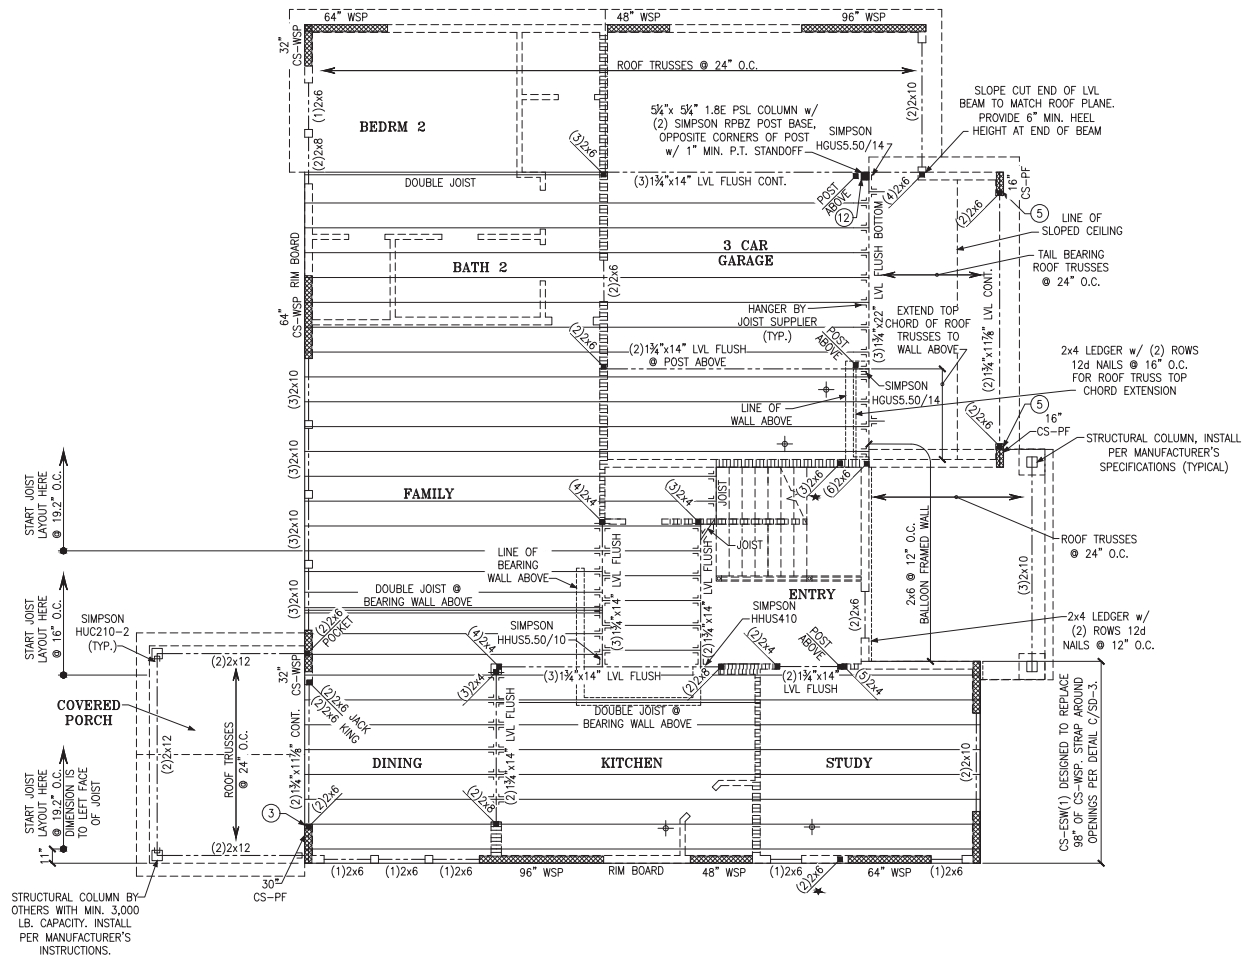 64" WSP
48" WSP
96" WSP
32"
CS-WSP
ROOF TRUSSES @ 24" O.C.
(1)2x6
(2)2x8
BEDRM 2
(3)2x6
5¼"x 5¼" 1.8E PSL COLUMN w/
(2) SIMPSON RPBZ POST BASE,
OPPOSITE CORNERS OF POST
w/ 1" MIN. P.T. STANDOFF
SIMPSON
HGUS5.50/14
(2)2x10
SLOPE CUT END OF LVL
BEAM TO MATCH ROOF PLANE.
PROVIDE 6" MIN. HEEL
HEIGHT AT END OF BEAM
DOUBLE JOIST
(3)1¾"x14" LVL FLUSH CONT.
POST
ABOVE
12
(4)2x6
16"
CS-PF
(2)2x6
5
LINE OF
SLOPED CEILING
RIM BOARD
64"
CS-WSP
BATH 2
(2)2x6
3 CAR
GARAGE
(3)1¾"x22" LVL FLUSH BOTTOM
TAIL BEARING
ROOF TRUSSES
@ 24" O.C.
(2)1¾"x11⅞" LVL CONT.
HANGER BY
JOIST SUPPLIER
(TYP.)
EXTEND TOP
CHORD OF ROOF
TRUSSES TO
WALL ABOVE
(2)2x6
(2)1¾"x14" LVL FLUSH
@ POST ABOVE
POST
ABOVE
2x4 LEDGER w/ (2) ROWS
12d NAILS @ 16" O.C.
FOR ROOF TRUSS TOP
CHORD EXTENSION
(3)2x10
SIMPSON
HGUS5.50/14
LINE OF
WALL ABOVE
(2)2x6
5
16"
CS-PF
STRUCTURAL COLUMN, INSTALL
PER MANUFACTURER'S
SPECIFICATIONS (TYPICAL)
(3)2x10
START JOIST
LAYOUT HERE
@ 19.2" O.C.
FAMILY
(4)2x4
(3)2x4
JOIST
(3)2x6
(6)2x6
(3)2x10
JOIST
2x6 @ 12" O.C.
BALLOON FRAMED WALL
ROOF TRUSSES
@ 24" O.C.
(3)2x10
LINE OF
BEARING
WALL ABOVE
DOUBLE JOIST @
BEARING WALL ABOVE
(3)2x10
(3)1¾"x14" LVL FLUSH
(2)1¾"x14" LVL FLUSH
ENTRY
START JOIST
LAYOUT HERE
@ 16" O.C.
SIMPSON
HUC210-2
(TYP.)
(2)2x6
POCKET
(4)2x4
SIMPSON
HHUS5.50/10
SIMPSON
HHUS410
(2)2x4
POST
ABOVE
(2)2x6
2x4 LEDGER w/
(2) ROWS 12d
NAILS @ 12" O.C.
(2)2x12
32"
CS-WSP
(3)2x4
(3)1¾"x14" LVL FLUSH
(2)2x8
(2)1¾"x14"
LVL FLUSH
(5)2x4
COVERED
PORCH
(2)2x12
ROOF TRUSSES
@ 24" O.C.
(2)2x6 JACK
(2)2x6 KING
(2)1¾"x11⅞" CONT.
(2)1¾"x14" LVL FLUSH
DOUBLE JOIST @
BEARING WALL ABOVE
DINING
KITCHEN
STUDY
(2)2x10
CS-ESW(1) DESIGNED TO REPLACE
98" OF CS-WSP. STRAP AROUND
OPENINGS PER DETAIL C/SD-3.
START JOIST
LAYOUT HERE
@ 19.2" O.C.
DIMENSION IS
TO LEFT FACE
OF JOIST
11"
3
(2)2x6
(2)2x8
(2)2x12
30"
CS-PF
(1)2x6
(1)2x6
(1)2x6
96" WSP
RIM BOARD
48" WSP
(1)2x6
(2)2x6
64" WSP
(1)2x6
STRUCTURAL COLUMN BY
OTHERS WITH MIN. 3,000
LB. CAPACITY. INSTALL
PER MANUFACTURER'S
INSTRUCTIONS.